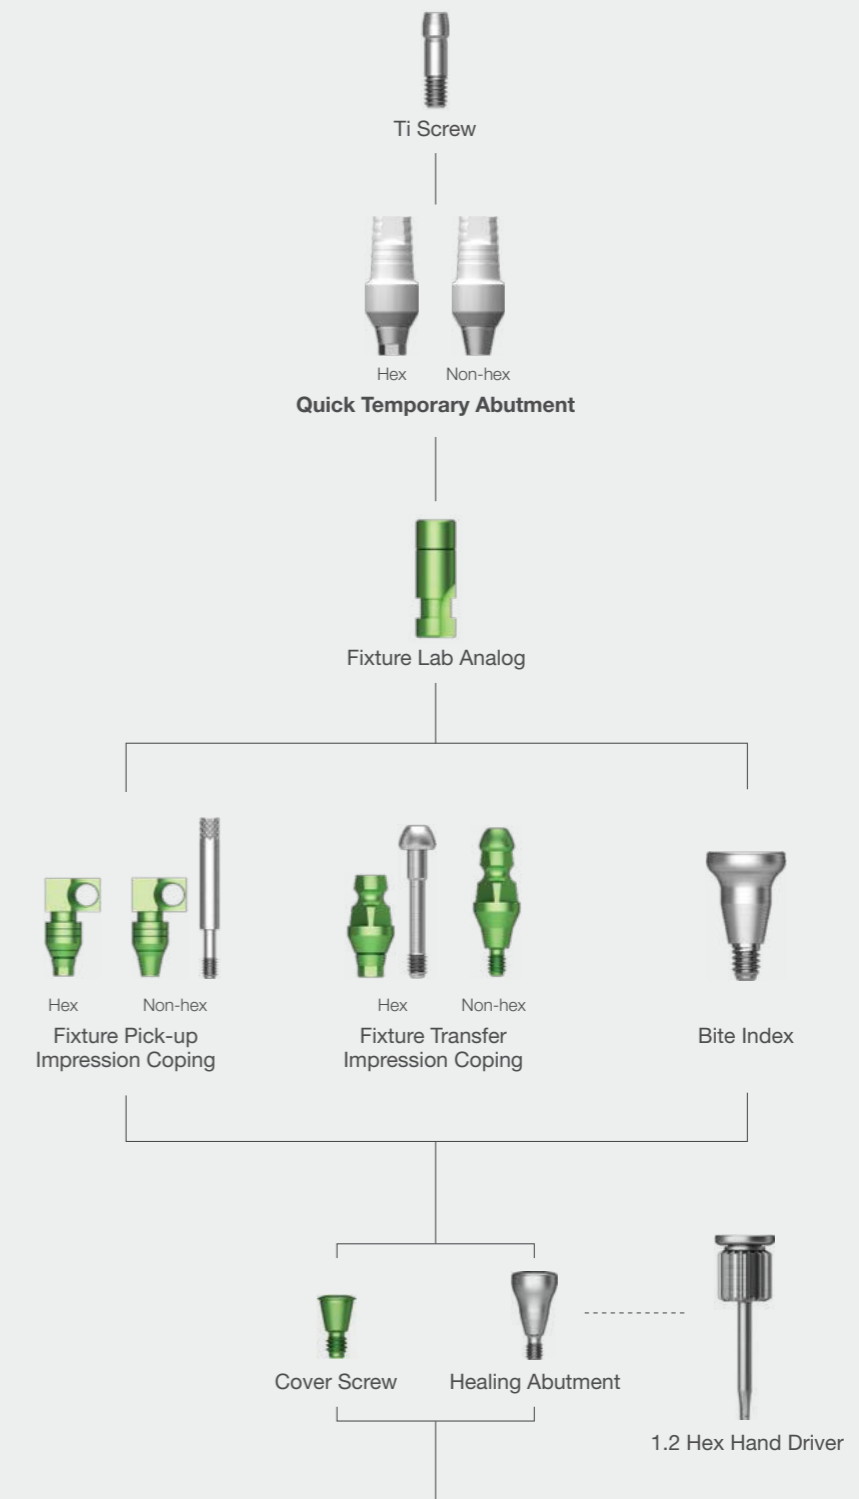 Ti Screw
Hex Non-hex
Quick Temporary Abutment
Fixture Lab Analog
Hex Non-hex
Fixture Pick-up
Impression Coping
Hex Non-hex
Fixture Transfer
Impression Coping
Bite Index
Cover Screw
Healing Abutment
1.2 Hex Hand Driver